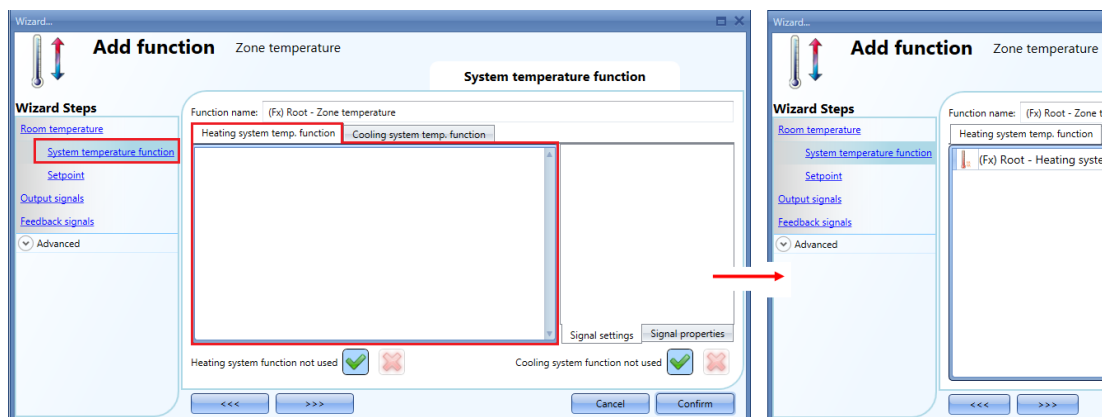 Wizard...
Add function Zone temperature
System temperature function
Wizard Steps
Room temperature
System temperature function
Setpoint
Output signals
Feedback signals
Advanced
Function name: (Fx) Root - Zone temperature
Heating system temp. function Cooling system temp. function
Signal settings Signal properties
Heating system function not used Cooling system function not used
<<< >>> Cancel Confirm
Wizard...
Add function Zone temperature
Wizard Steps
Room temperature
System temperature function
Setpoint
Output signals
Feedback signals
Advanced
Function name: (Fx) Root - Zone t
Heating system temp. function
(Fx) Root - Heating syste
<<< >>>